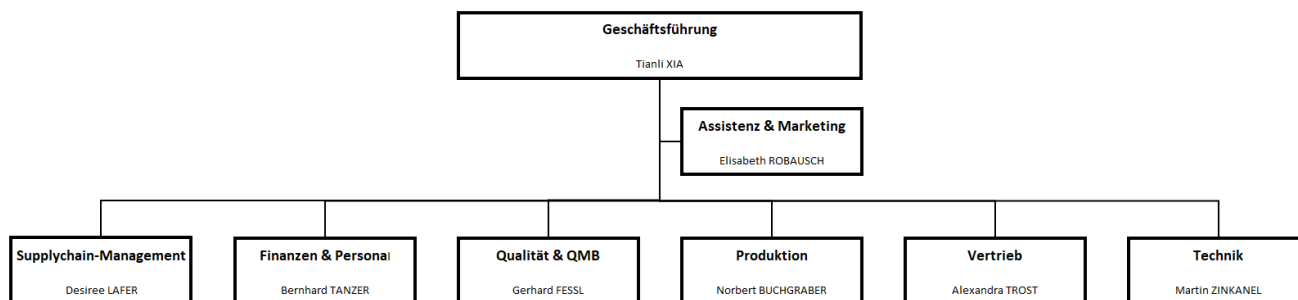 Geschäftsführung
Tianli XIA
Assistenz & Marketing
Elisabeth ROBAUSCH
Supplychain-Management
Desiree LAFER
Finanzen & Personal
Bernhard TANZER
Qualität & QMB
Gerhard FESSL
Produktion
Norbert BUCHGRABER
Vertrieb
Alexandra TROST
Technik
Martin ZINKANEL